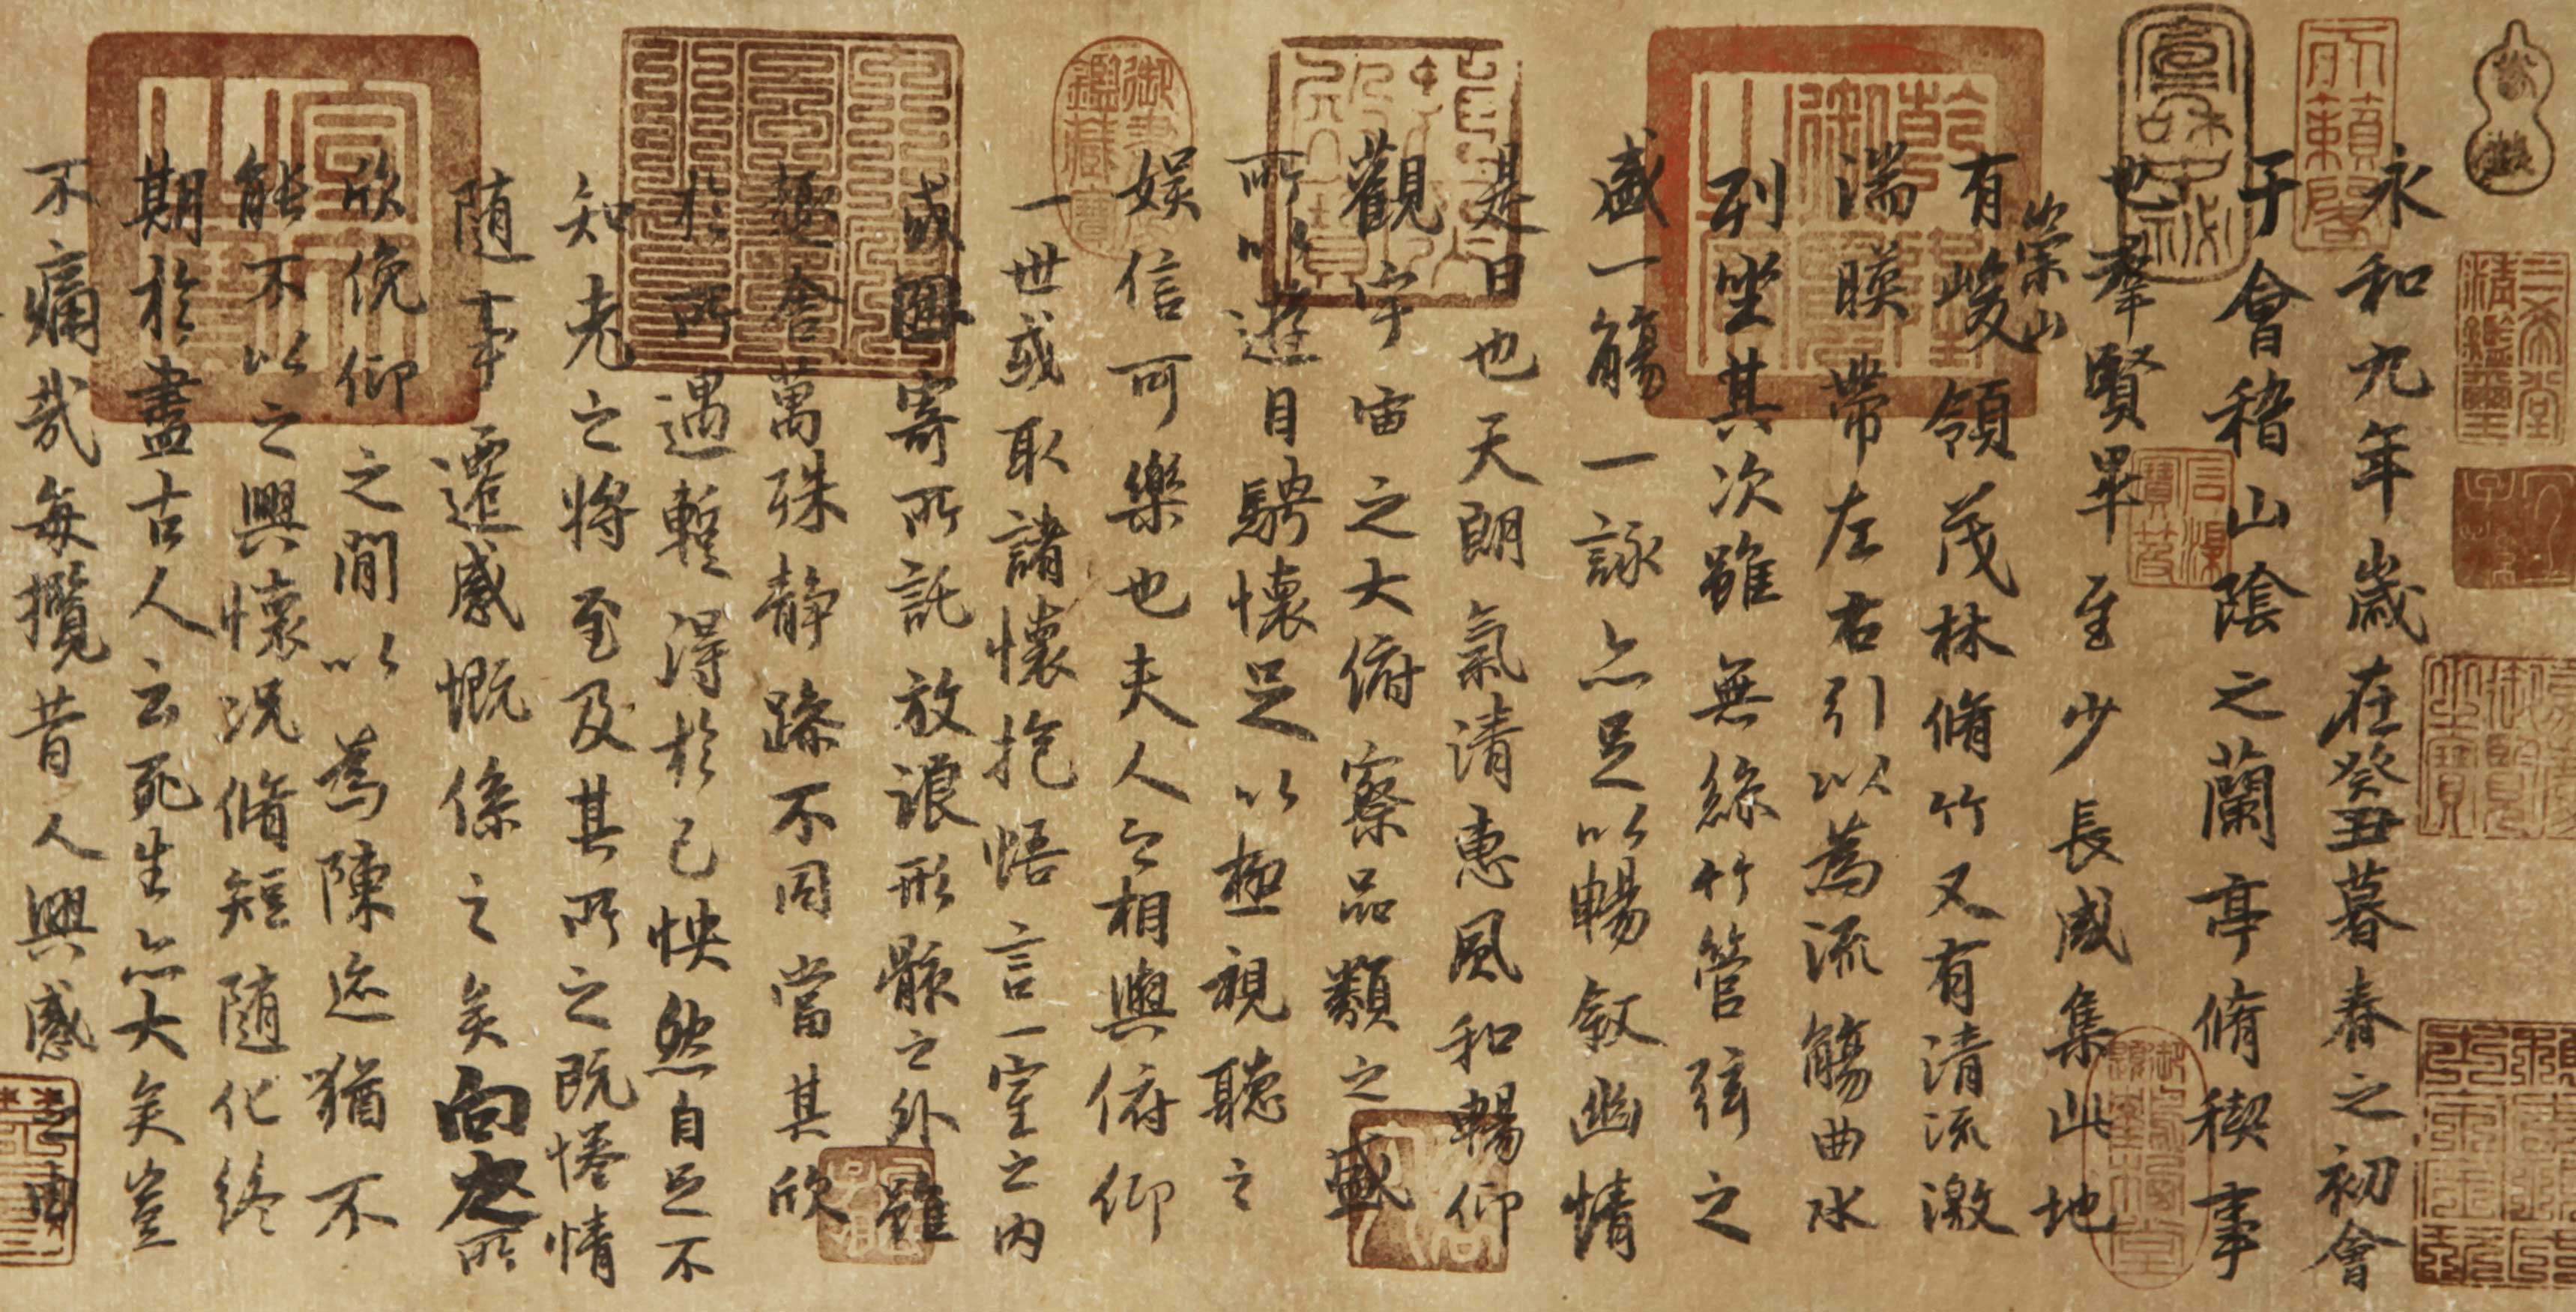 永和九年歲在癸丑暮春之初會
于會稽山陰之蘭亭脩稧事
也羣賢畢至少長咸集此地
有崇山峻領茂林脩竹又有清流激
湍暎帶左右引以為流觴曲水
列坐其次雖無絲竹管弦之
盛一觴一詠亦足以暢敘幽情
是日也天朗氣清惠風和暢仰
觀宇宙之大俯察品類之盛
所以遊目騁懷足以極視聽之
娛信可樂也夫人之相與俯仰
一世或取諸懷抱悟言一室之內
或因寄所託放浪形骸之外雖
趣舍萬殊靜躁不同當其欣
於所遇蹔得於己怏然自足不
知老之將至及其所之既惓情
隨事遷感慨係之矣向之所
欣俛仰之閒以為陳迹猶不
能不以之興懷況脩短隨化終
期於盡古人云死生亦大矣豈
不痛哉每攬昔人興感之由
三希堂精鑑璽